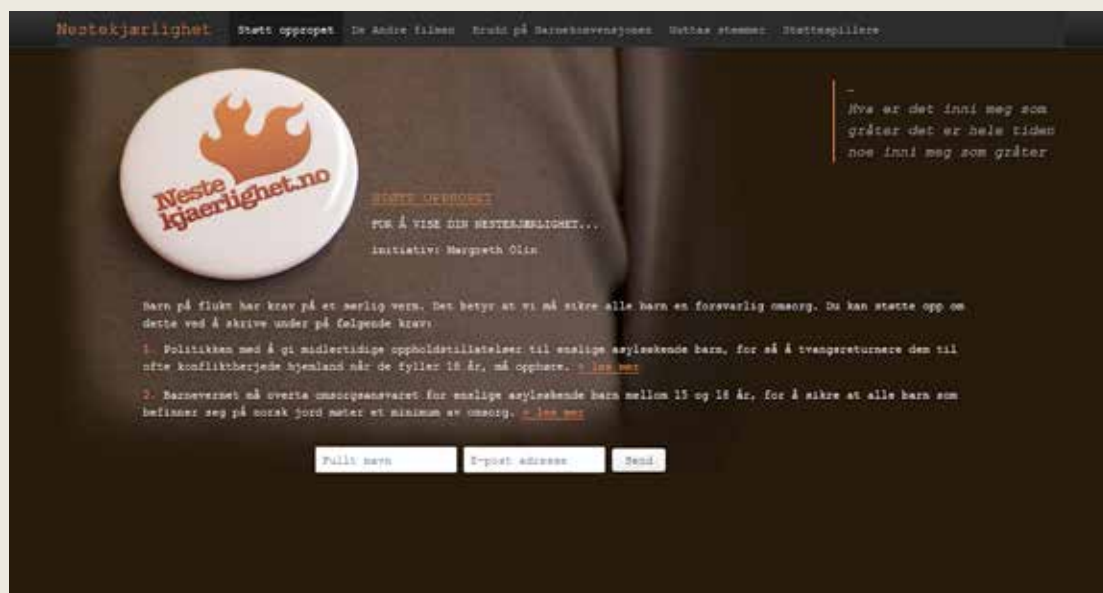 Nestekjærlighet Støtt oppropet De Andre filmen Brudd på Barnekonvensjonen Uuttas stemmer Støttespillere
Neste
kjaerlighet.no
–
Hva er det inni meg som
gråter det er hele tiden
noe inni meg som gråter
STØTT OPPROPET
FOR Å VISE DIN NESTEKJÆRLIGHET...
initiativ: Margreth Olin
Barn på flukt har krav på et særlig vern. Det betyr at vi må sikre alle barn en forsvarlig omsorg. Du kan støtte opp om
dette ved å skrive under på følgende krav:
1. Politikken med å gi midlertidige oppholdstillatelser til enslige asylsøkende barn, for så å tvangsreturnere dem til
ofte konfliktherjede hjemland når de fyller 18 år, må opphøre. + les mer
2. Barnevernet må overta omsorgsansvaret for enslige asylsøkende barn mellom 15 og 18 år, for å sikre at alle barn som
befinner seg på norsk jord møter et minimum av omsorg. + les mer
Fullt navn E-post adresse Send